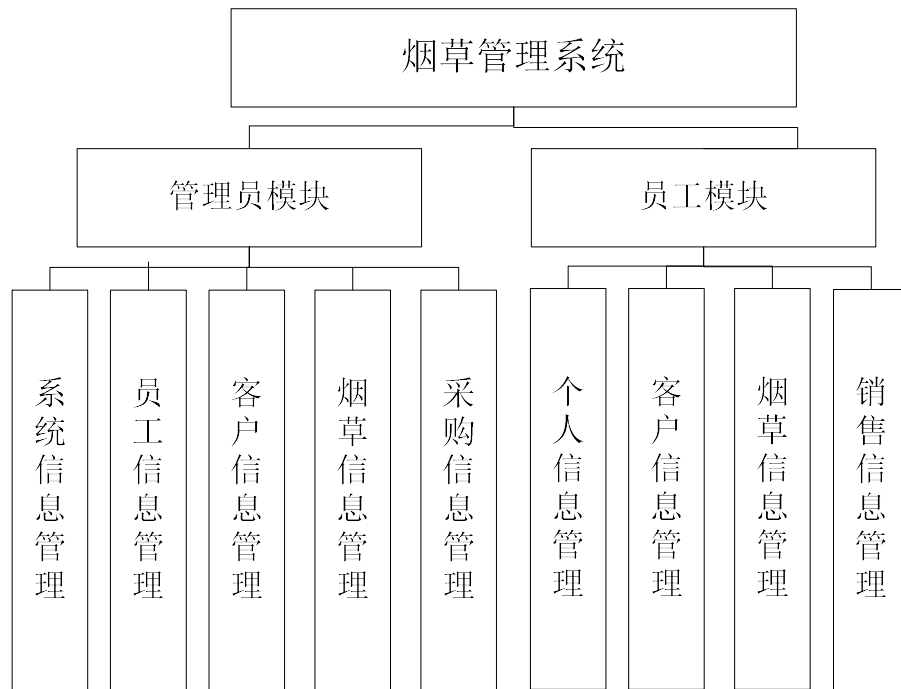 烟草管理系统
管理员模块
员工模块
系统信息管理
员工信息管理
客户信息管理
烟草信息管理
采购信息管理
个人信息管理
客户信息管理
烟草信息管理
销售信息管理